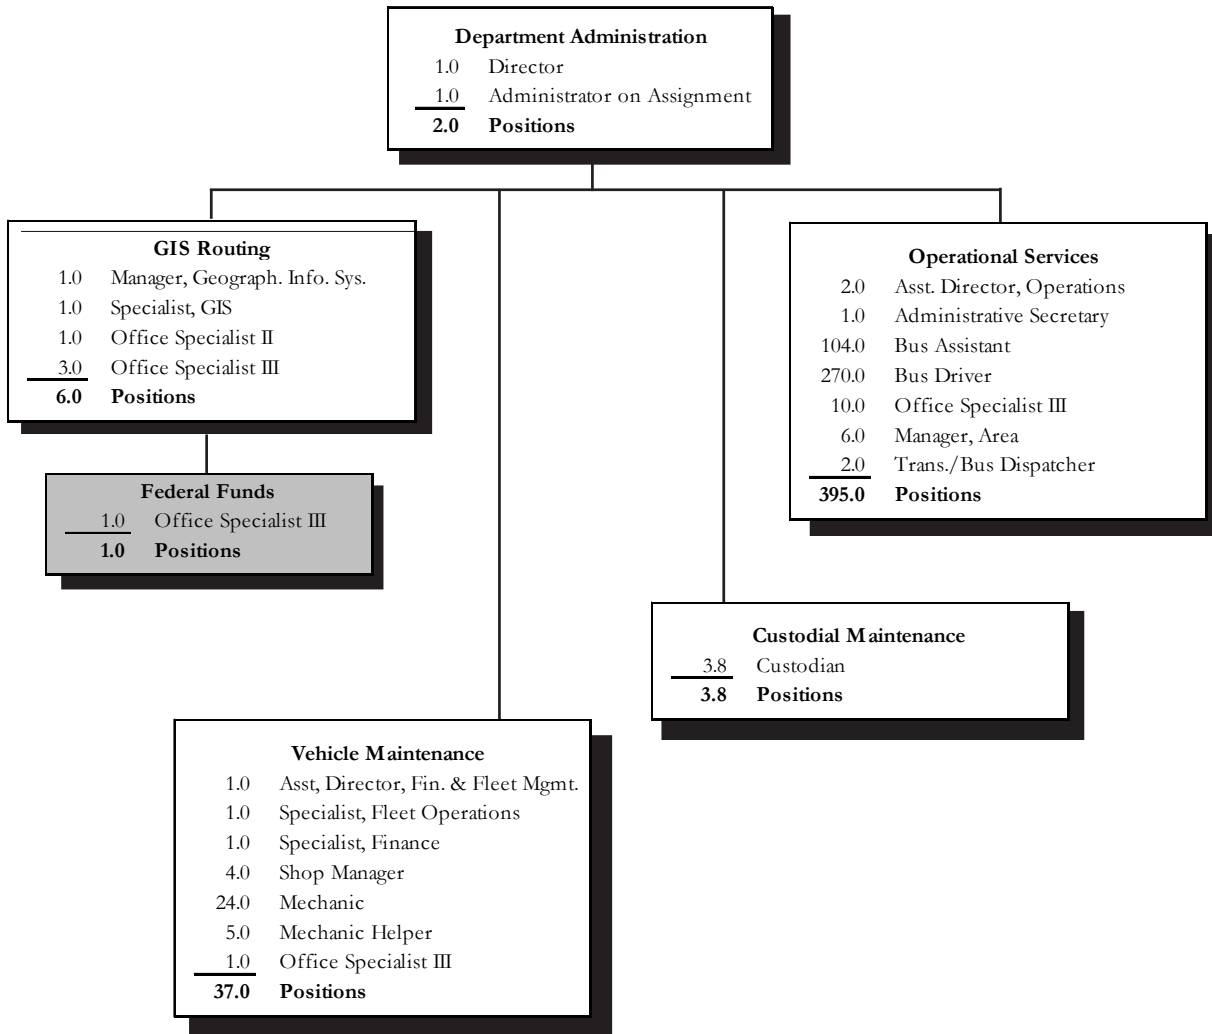 Department Administration
1.0 Director
1.0 Administrator on Assignment
2.0 Positions
GIS Routing
1.0 Manager, Geograph. Info. Sys.
1.0 Specialist, GIS
1.0 Office Specialist II
3.0 Office Specialist III
6.0 Positions
Federal Funds
1.0 Office Specialist III
1.0 Positions
Operational Services
2.0 Asst. Director, Operations
1.0 Administrative Secretary
104.0 Bus Assistant
270.0 Bus Driver
10.0 Office Specialist III
6.0 Manager, Area
2.0 Trans./Bus Dispatcher
395.0 Positions
Custodial Maintenance
3.8 Custodian
3.8 Positions
Vehicle Maintenance
1.0 Asst, Director, Fin. & Fleet Mgmt.
1.0 Specialist, Fleet Operations
1.0 Specialist, Finance
4.0 Shop Manager
24.0 Mechanic
5.0 Mechanic Helper
1.0 Office Specialist III
37.0 Positions